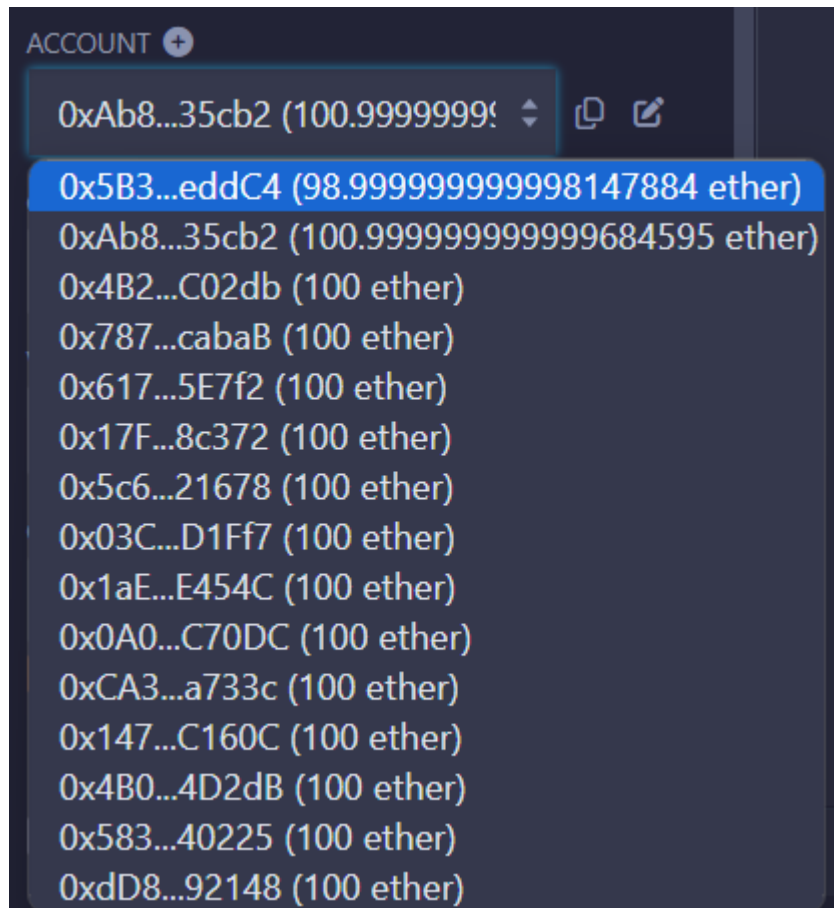 ACCOUNT
0xAb8...35cb2 (100.99999999
0x5B3...eddC4 (98.999999999998147884 ether)
0xAb8...35cb2 (100.999999999999684595 ether)
0x4B2...C02db (100 ether)
0x787...cabaB (100 ether)
0x617...5E7f2 (100 ether)
0x17F...8c372 (100 ether)
0x5c6...21678 (100 ether)
0x03C...D1Ff7 (100 ether)
0x1aE...E454C (100 ether)
0x0A0...C70DC (100 ether)
0xCA3...a733c (100 ether)
0x147...C160C (100 ether)
0x4B0...4D2dB (100 ether)
0x583...40225 (100 ether)
0xdD8...92148 (100 ether)